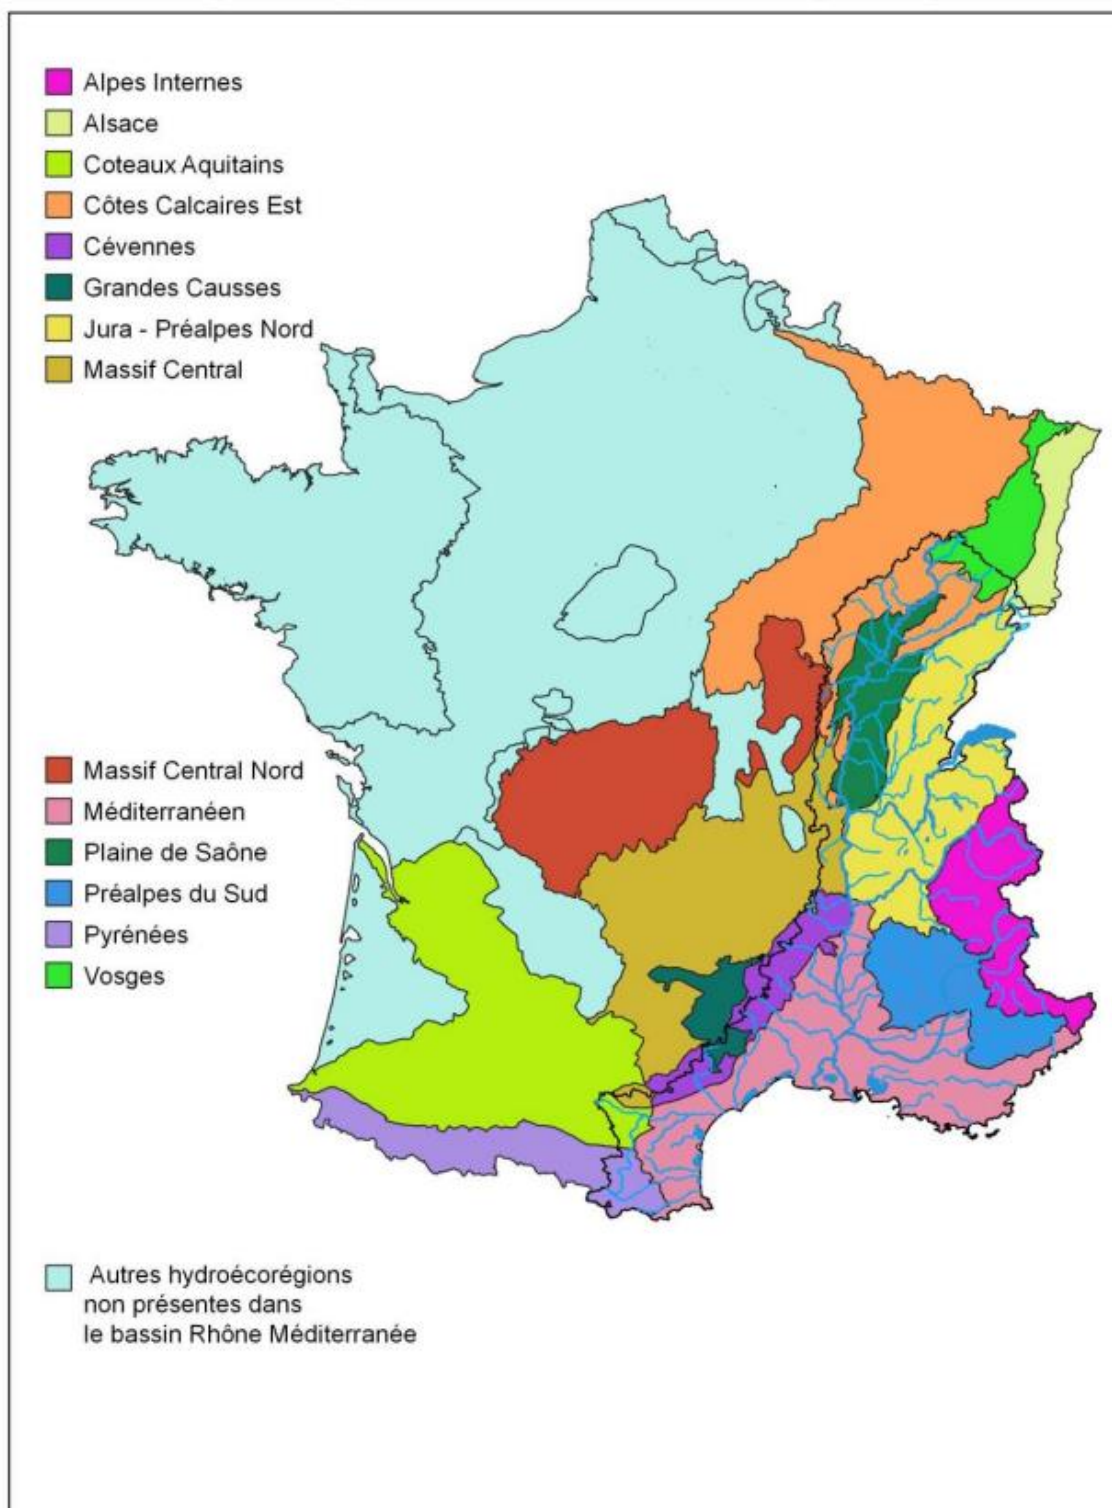 Alpes Internes
Alsace
Coteaux Aquitains
Côtes Calcaires Est
Cévennes
Grandes Causses
Jura - Préalpes Nord
Massif Central
Massif Central Nord
Méditerranéen
Plaine de Saône
Préalpes du Sud
Pyrénées
Vosges
Autres hydroécorégions
non présentes dans
le bassin Rhône Méditerranée